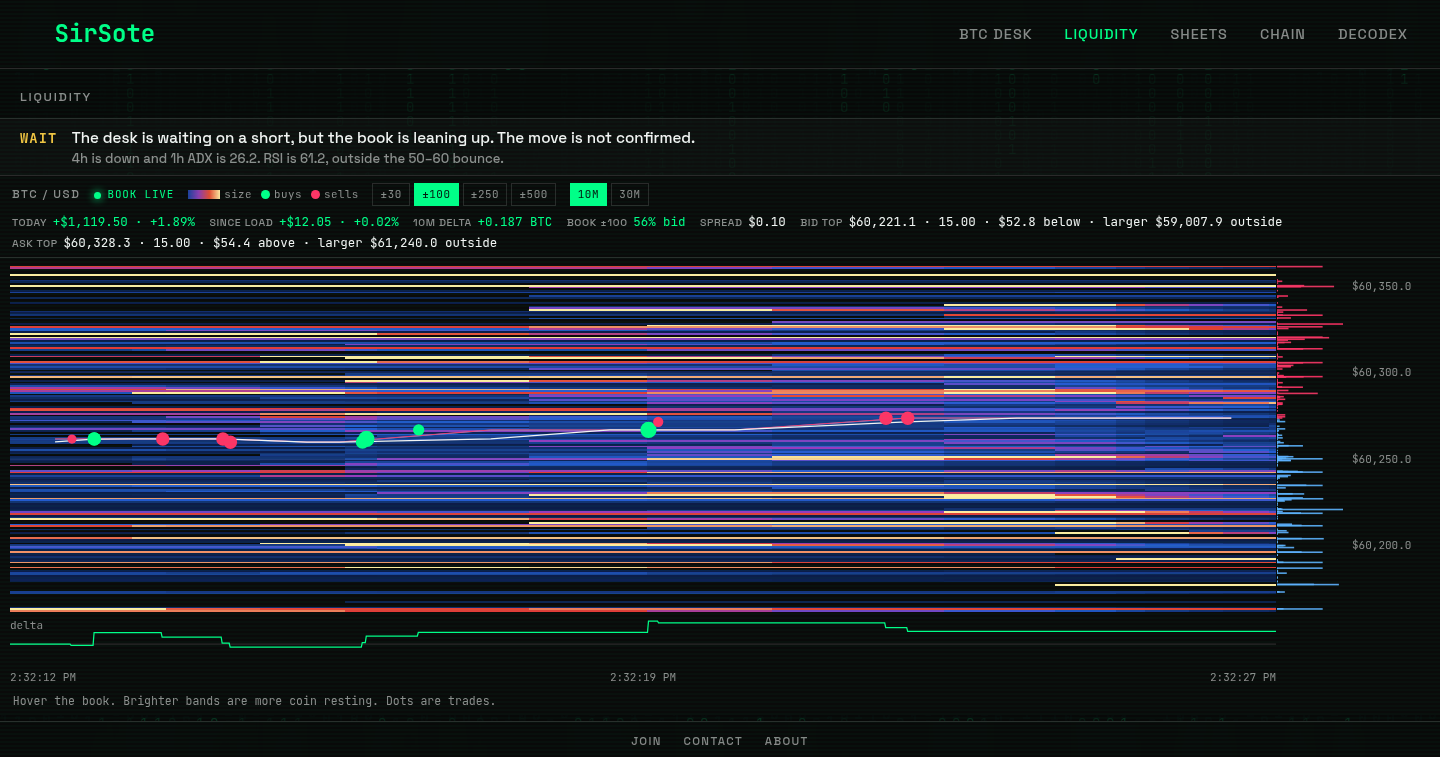 SirSote
BTC DESK LIQUIDITY SHEETS CHAIN DECODEX
LIQUIDITY
WAIT The desk is waiting on a short, but the book is leaning up. The move is not confirmed.
4h is down and 1h ADX is 26.2. RSI is 61.2, outside the 50–60 bounce.
BTC / USD BOOK LIVE size buys sells ±30 ±100 ±250 ±500 10M 30M
TODAY +$1,119.50 · +1.89% SINCE LOAD +$12.05 · +0.02% 10M DELTA +0.187 BTC BOOK ±100 56% bid SPREAD $0.10 BID TOP $60,221.1 · 15.00 · $52.8 below · larger $59,007.9 outside
ASK TOP $60,328.3 · 15.00 · $54.4 above · larger $61,240.0 outside
$60,350.0
$60,300.0
$60,250.0
$60,200.0
delta
2:32:12 PM 2:32:19 PM 2:32:27 PM
Hover the book. Brighter bands are more coin resting. Dots are trades.
JOIN CONTACT ABOUT